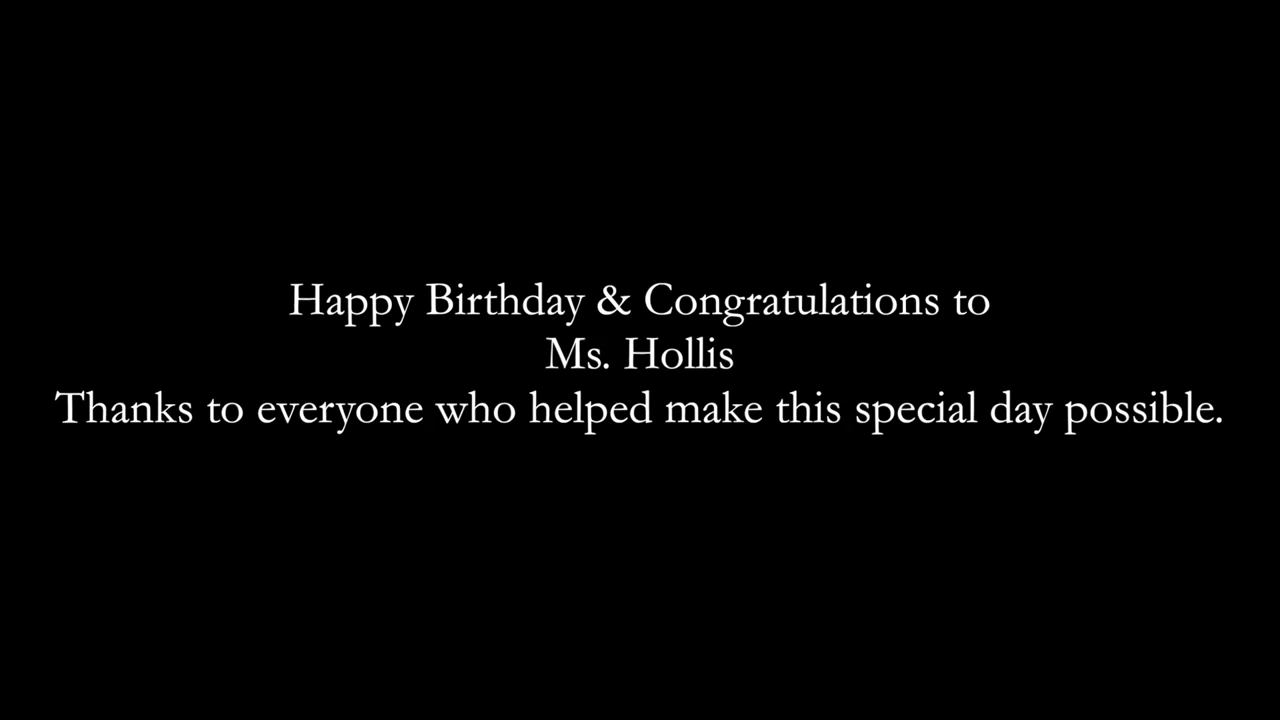 Happy Birthday & Congratulations to
Ms. Hollis
Thanks to everyone who helped make this special day possible.